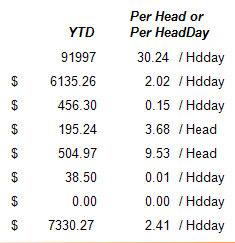 Per Head or
YTD Per HeadDay
91997 30.24 / Hdday
$ 6135.26 2.02 / Hdday
$ 456.30 0.15 / Hdday
$ 195.24 3.68 / Head
$ 504.97 9.53 / Head
$ 38.50 0.01 / Hdday
$ 0.00 0.00 / Hdday
$ 7330.27 2.41 / Hdday